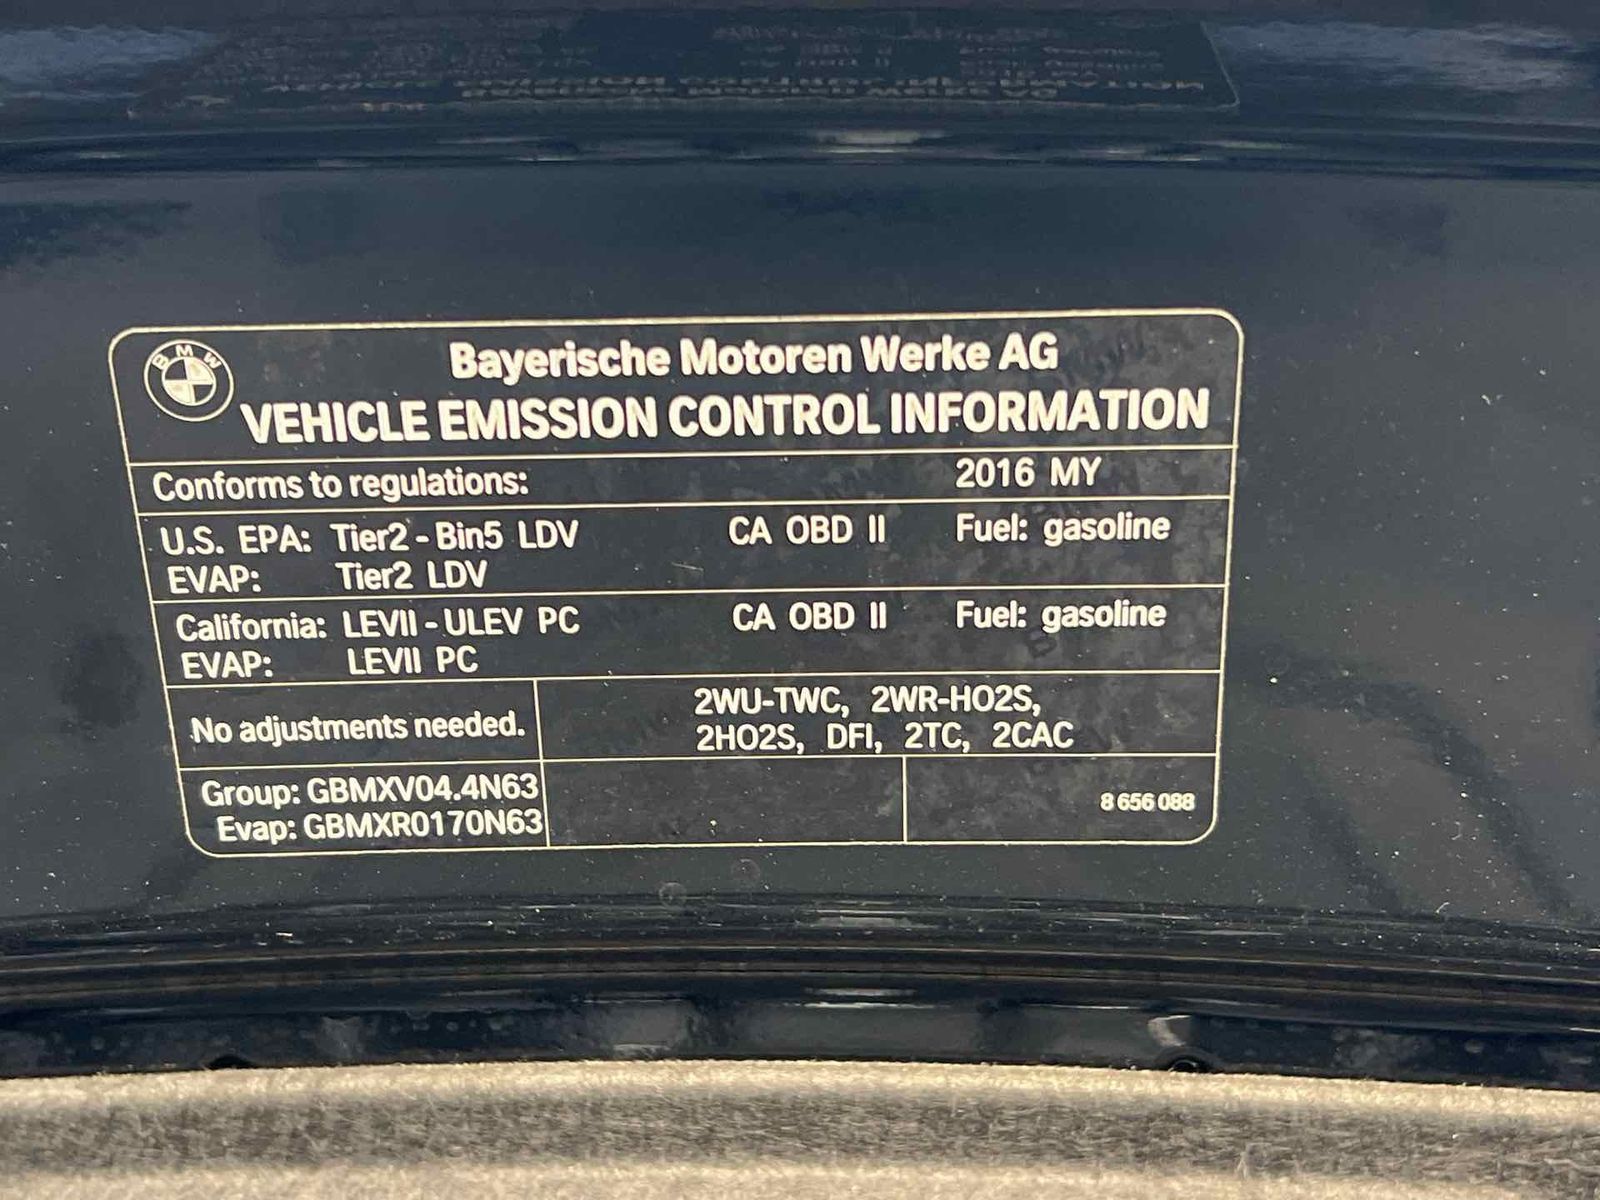 BMW
Bayerische Motoren Werke AG
VEHICLE EMISSION CONTROL INFORMATION
Conforms to regulations: 2016 MY
U.S. EPA: Tier2 - Bin5 LDV CA OBD II Fuel: gasoline
EVAP: Tier2 LDV
California: LEVII - ULEV PC CA OBD II Fuel: gasoline
EVAP: LEVII PC
No adjustments needed.
2WU-TWC, 2WR-HO2S,
2HO2S, DFI, 2TC, 2CAC
Group: GBMXV04.4N63
Evap: GBMXR0170N63
8 656 088